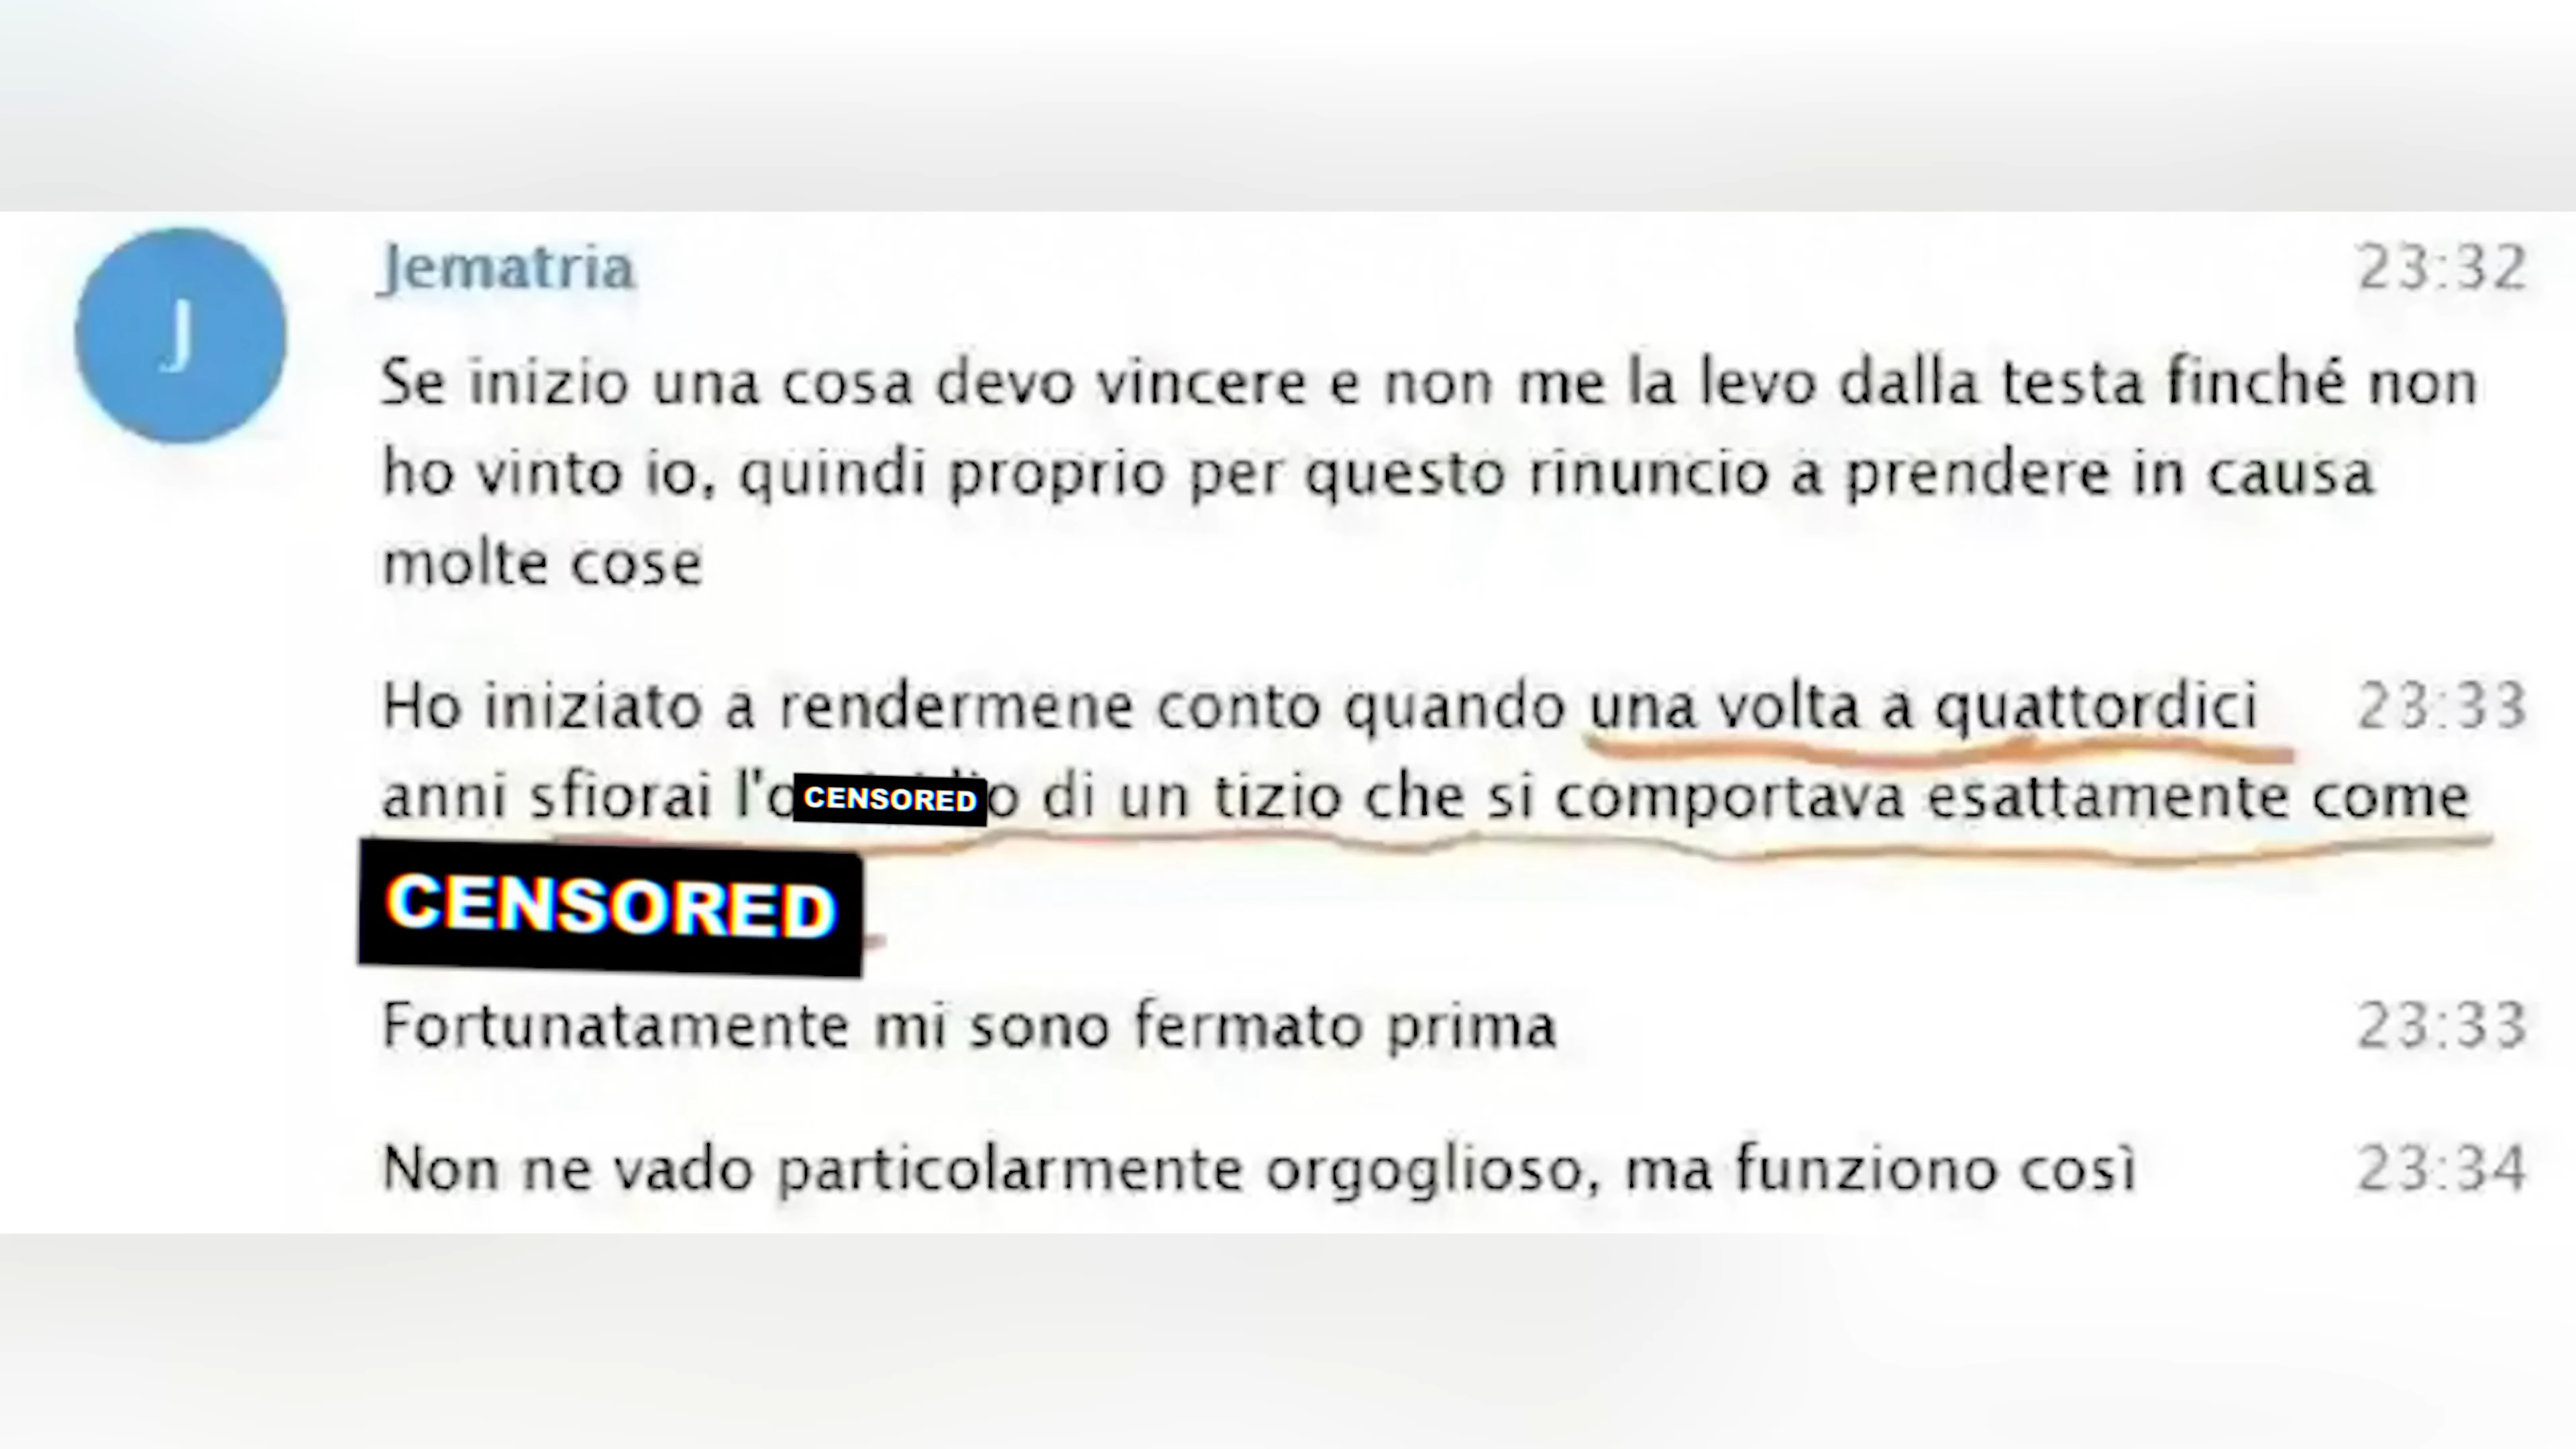 J
Jematria 23:32
Se inizio una cosa devo vincere e non me la levo dalla testa finché non
ho vinto io, quindi proprio per questo rinuncio a prendere in causa
molte cose
Ho iniziato a rendermene conto quando una volta a quattordici 23:33
anni sfiorai l'o CENSORED o di un tizio che si comportava esattamente come
CENSORED
Fortunatamente mi sono fermato prima 23:33
Non ne vado particolarmente orgoglioso, ma funziono così 23:34